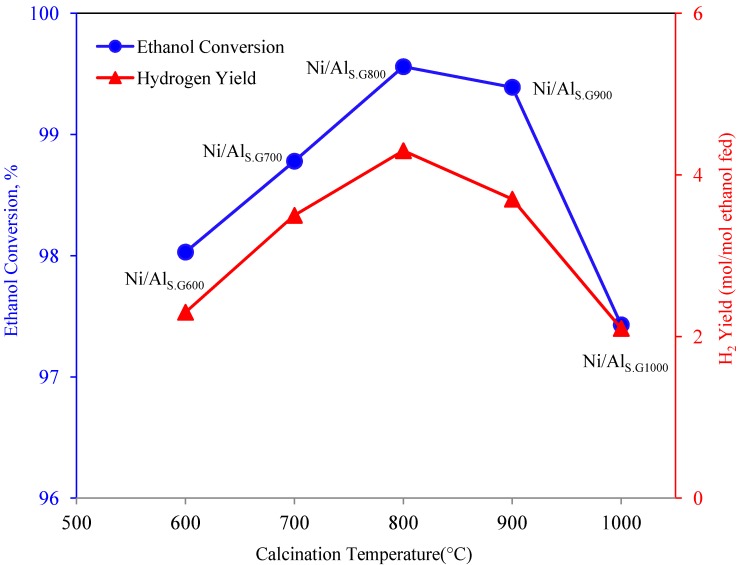 100
6
Ethanol Conversion
Hydrogen Yield
Ni/AlS.G800
Ni/AlS.G900
99
Ni/AlS.G700
4
Ethanol Conversion, %
H2 Yield (mol/mol ethanol fed)
98
Ni/AlS.G600
2
97
Ni/AlS.G1000
96
0
500
600
700
800
900
1000
Calcination Temperature(°C)